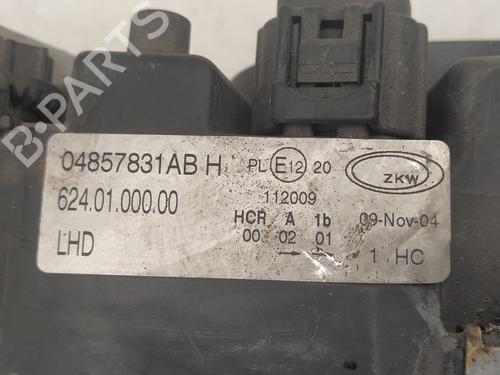 B-Parts
04857831AB H PL E12 20 ZKW
624.01.000.00 112009
HCR A 1b 09-Nov-04
LHD 00 02 01 1 HC